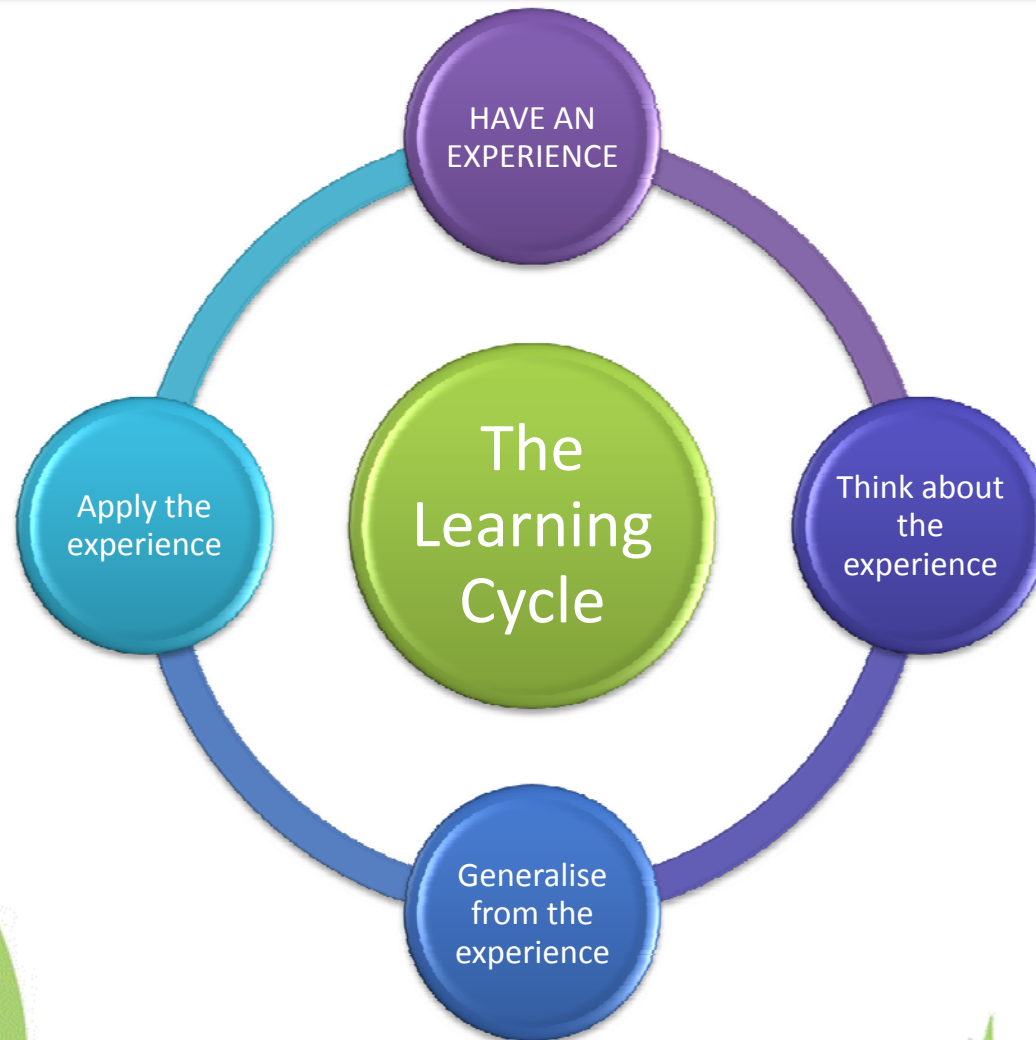 HAVE AN
EXPERIENCE
Think about
the
experience
Generalise
from the
experience
Apply the
experience
The
Learning
Cycle